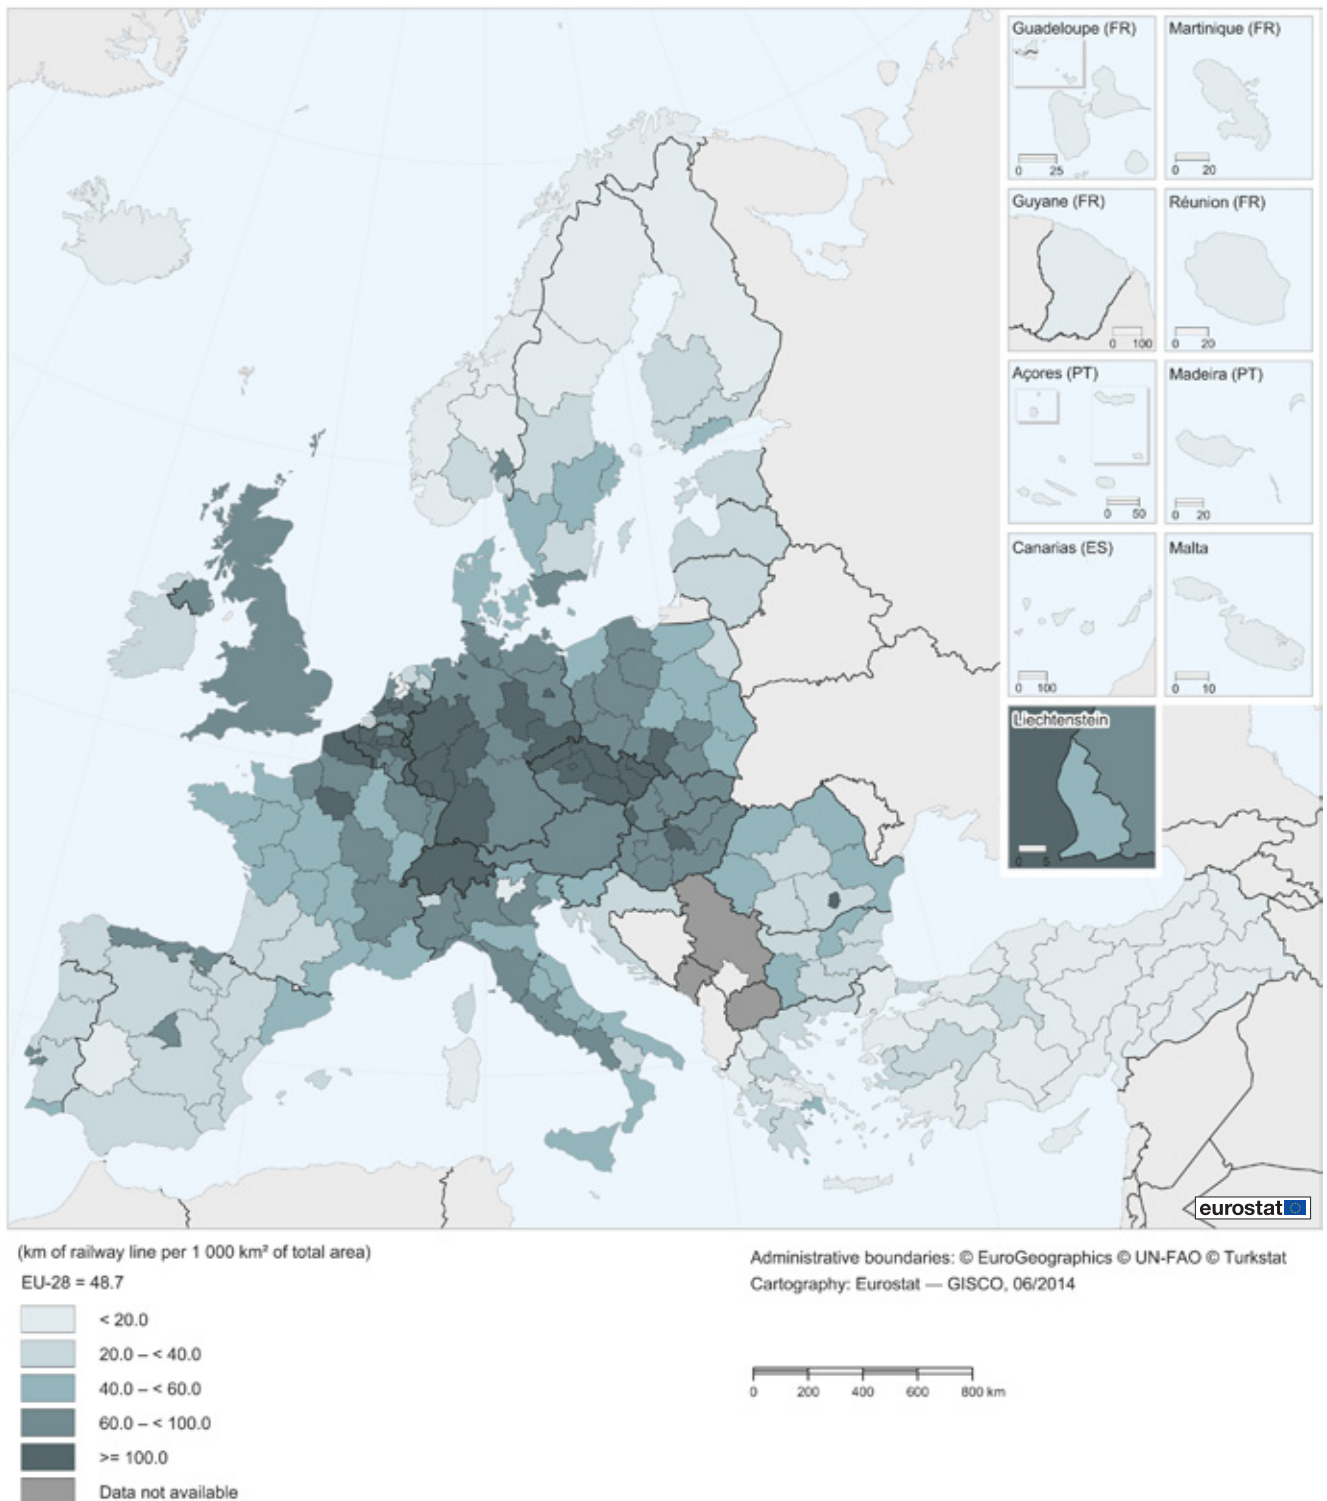 Guadeloupe (FR)
0 25
Martinique (FR)
0 20
Guyane (FR)
0 100
Réunion (FR)
0 20
Açores (PT)
0 50
Madeira (PT)
0 20
Canarias (ES)
0 100
Malta
0 10
Liechtenstein
0 5
eurostat
(km of railway line per 1 000 km² of total area)
EU-28 = 48.7
< 20.0
20.0 – < 40.0
40.0 – < 60.0
60.0 – < 100.0
>= 100.0
Data not available
Administrative boundaries: © EuroGeographics © UN-FAO © Turkstat
Cartography: Eurostat — GISCO, 06/2014
0 200 400 600 800 km